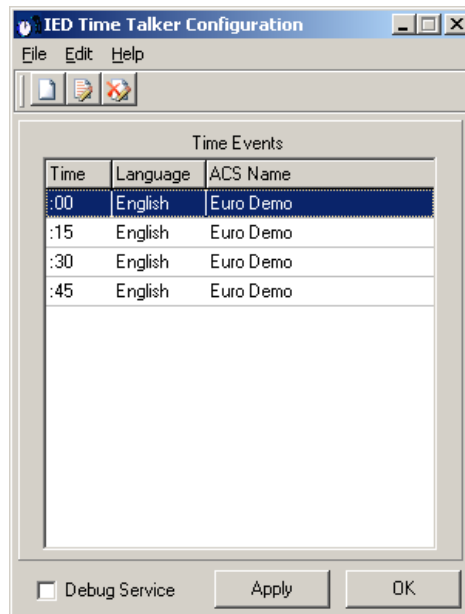 IED Time Talker Configuration
File Edit Help
Time Events
Time Language ACS Name
:00 English Euro Demo
:15 English Euro Demo
:30 English Euro Demo
:45 English Euro Demo
Debug Service Apply OK